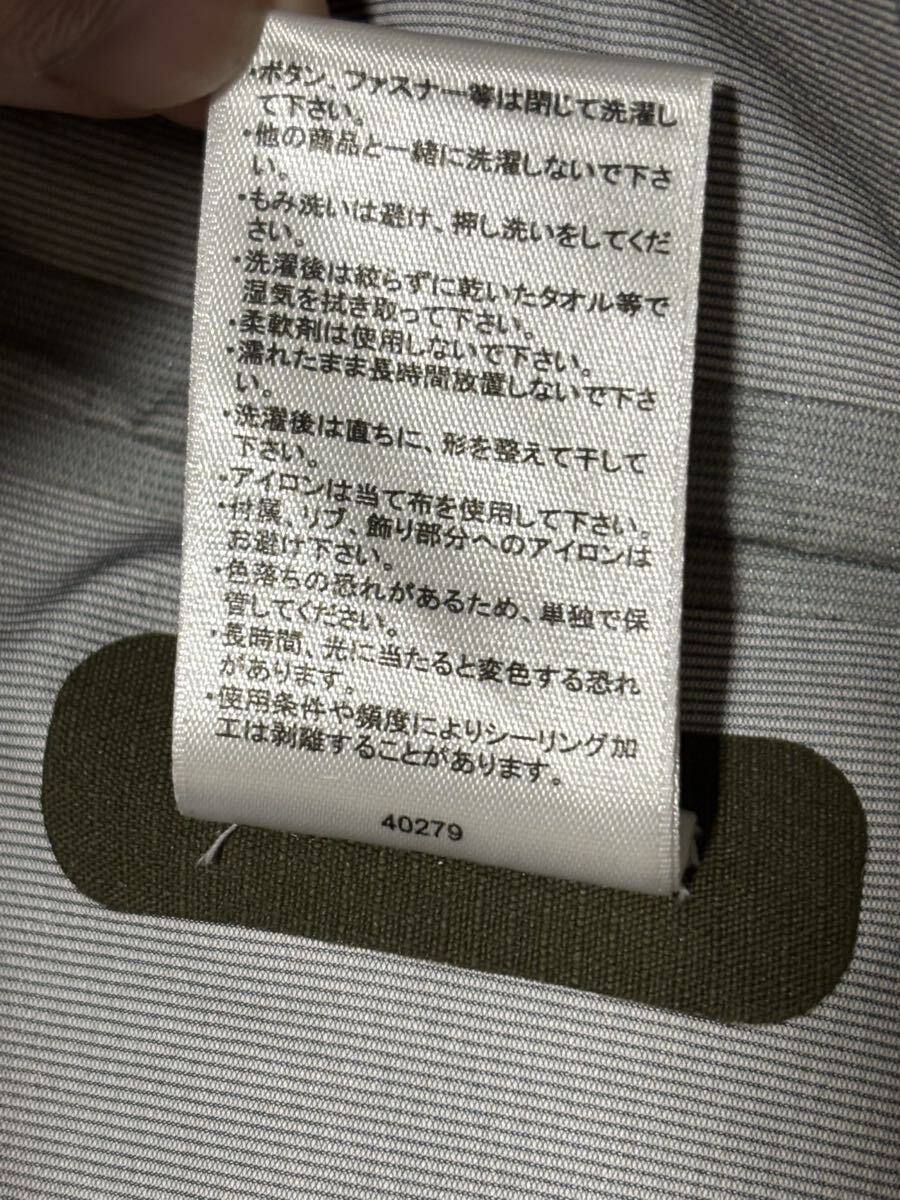 ・ボタン、ファスナー等は閉じて洗濯し
て下さい。
・他の商品と一緒に洗濯しないで下さ
い。
・もみ洗いは避け、押し洗いをしてくだ
さい。
・洗濯後は絞らずに乾いたタオル等で
湿気を拭き取って下さい。
・柔軟剤は使用しないで下さい。
・濡れたまま長時間放置しないで下さ
い。
・洗濯後は直ちに、形を整えて干して
下さい。
・アイロンは当て布を使用して下さい。
・付属、リブ、飾り部分へのアイロンは
お避け下さい。
・色落ちの恐れがあるため、単独で保
管してください。
・長時間、光に当たると変色する恐れ
があります。
・使用条件や頻度によりシーリング加
工は剥離することがあります。
40279